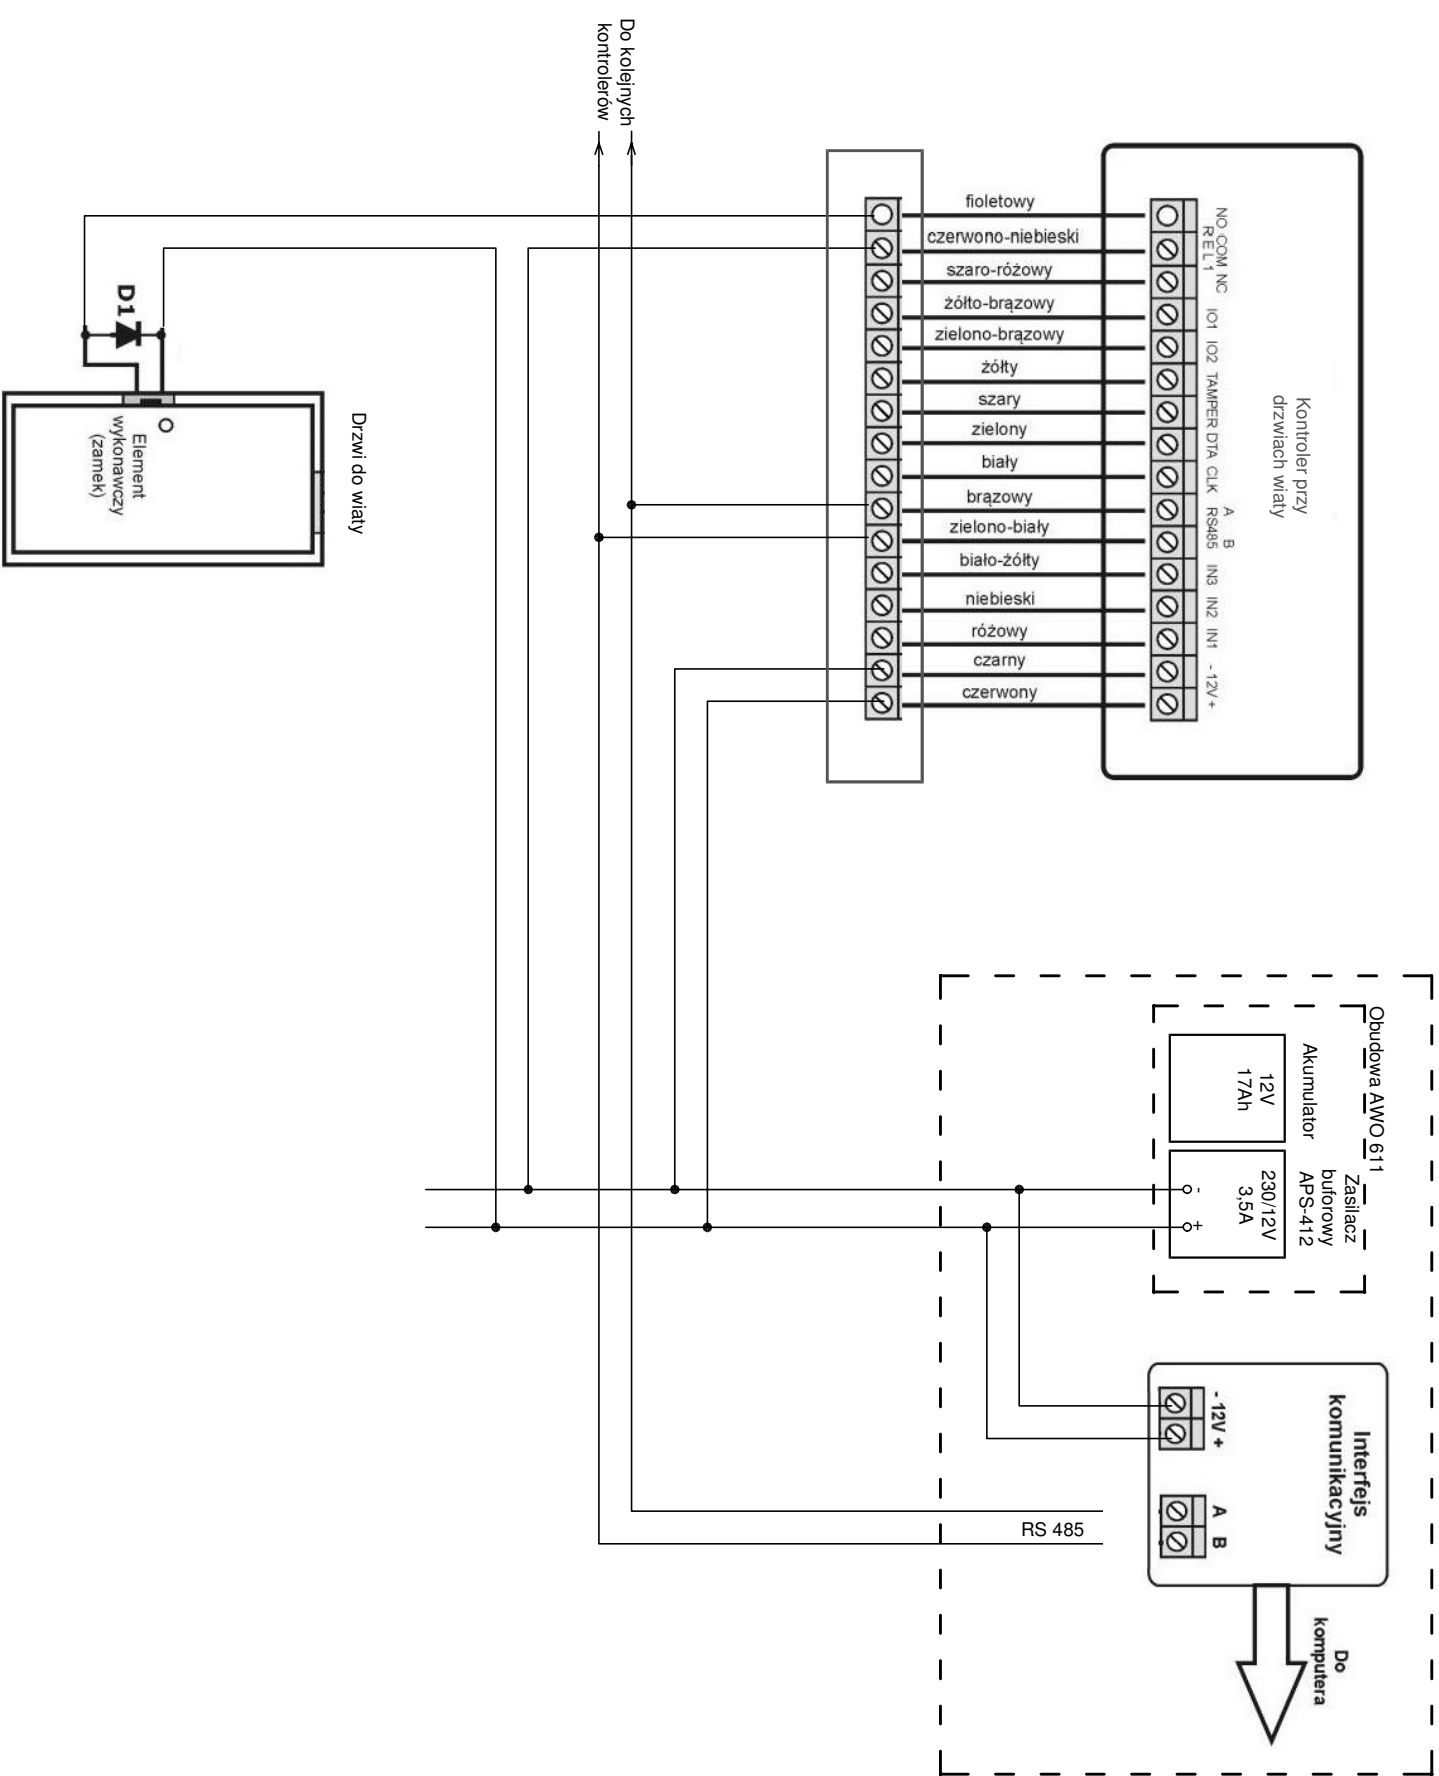 Do kolejnych
kontrolerów
fioletowy
czerwono-niebieski
szaro-różowy
żółto-brązowy
zielono-brązowy
żółty
szary
zielony
biały
brązowy
zielono-biały
biało-żółty
niebieski
różowy
czarny
czerwony
NO COM NC
REL1
IO1
IO2
TAMPER
DTA
CLK
A B
RS485
IN3
IN2
IN1
- 12V +
Kontroler przy
drzwiach wiaty
D1
Element
wykonawczy
(zamek)
Drzwi do wiaty
Obudowa AWO 611
Akumulator
12V
17Ah
Zasilacz
buforowy
APS-412
230/12V
3,5A
- +
Interfejs
komunikacyjny
- 12V +
A B
RS 485
Do
komputera